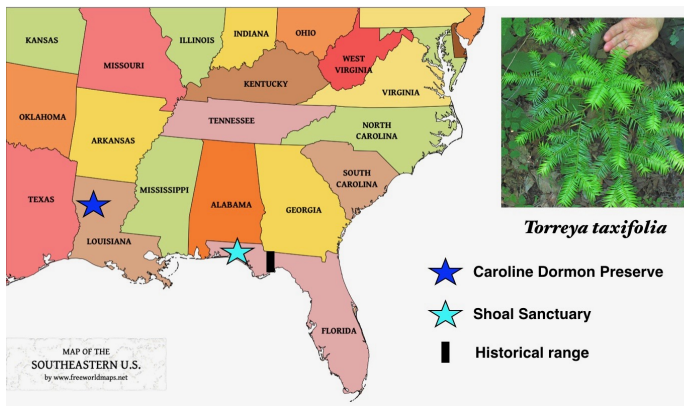 KANSAS
MISSOURI
ILLINOIS
INDIANA
OHIO
WEST
VIRGINIA
KENTUCKY
VIRGINIA
OKLAHOMA
ARKANSAS
TENNESSEE
NORTH
CAROLINA
TEXAS
MISSISSIPPI
ALABAMA
GEORGIA
SOUTH
CAROLINA
LOUISIANA
FLORIDA
Torreya taxifolia
Caroline Dormon Preserve
Shoal Sanctuary
Historical range
MAP OF THE
SOUTHEASTERN U.S.
by www.freeworldmaps.net